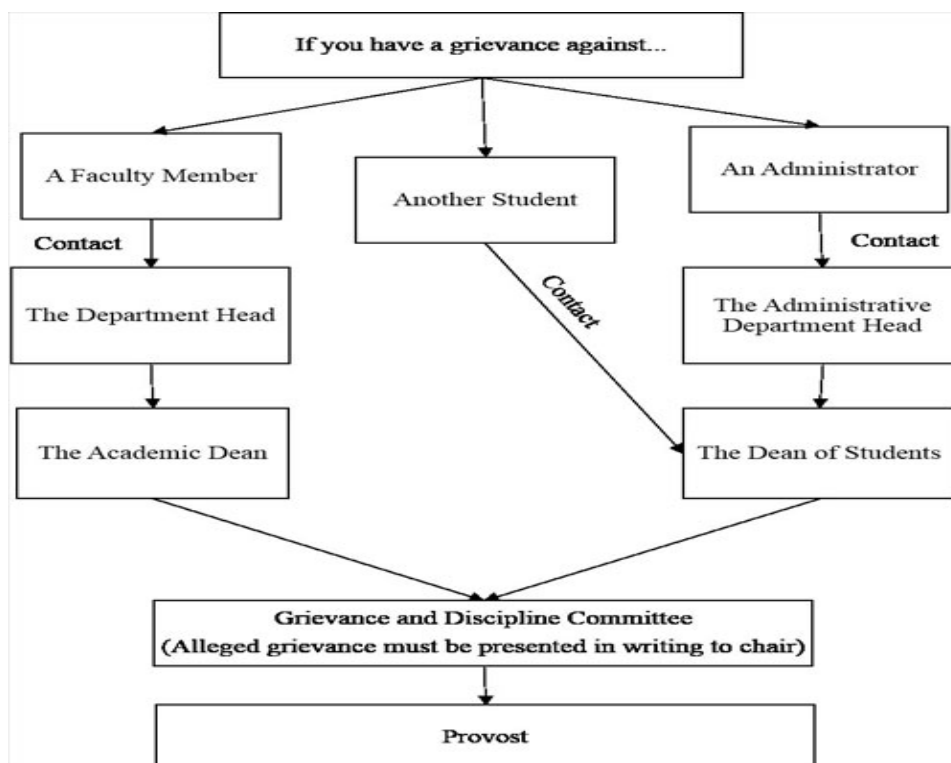 If you have a grievance against...
A Faculty Member
Another Student
An Administrator
Contact
Contact
Contact
The Department Head
The Administrative
Department Head
The Academic Dean
The Dean of Students
Grievance and Discipline Committee
(Alleged grievance must be presented in writing to chair)
Provost